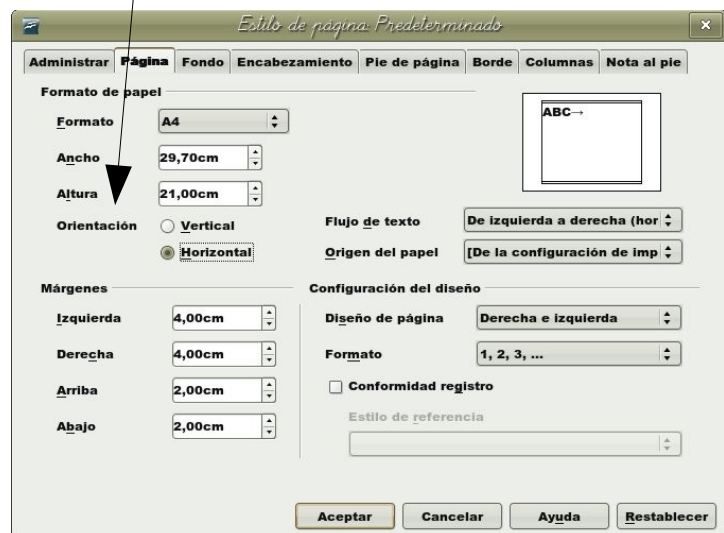 Estilo de página: Predeterminado
Administrar Página Fondo Encabezamiento Pie de página Borde Columnas Nota al pie
Formato de papel
Formato A4
ABC→
Ancho 29,70cm
Altura 21,00cm
Orientación Vertical
Horizontal
Flujo de texto De izquierda a derecha (hor
Origen del papel [De la configuración de imp
Márgenes
Izquierda 4,00cm
Derecha 4,00cm
Arriba 2,00cm
Abajo 2,00cm
Configuración del diseño
Diseño de página Derecha e izquierda
Formato 1, 2, 3, ...
Conformidad registro
Estilo de referencia
Aceptar Cancelar Ayuda Restablecer